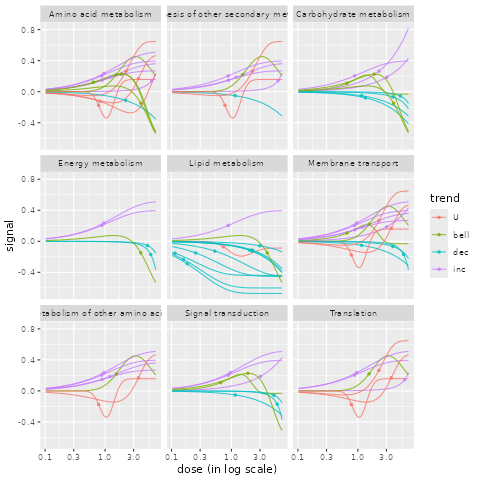 Amino acid metabolism
esis of other secondary met
Carbohydrate metabolism
0.8
0.4
0.0
-0.4
Energy metabolism
Lipid metabolism
Membrane transport
0.8
0.4
0.0
-0.4
etabolism of other amino acid
Signal transduction
Translation
0.8
0.4
0.0
-0.4
0.1 0.3 1.0 3.0
0.1 0.3 1.0 3.0
0.1 0.3 1.0 3.0
dose (in log scale)
signal
trend
U
bell
dec
inc